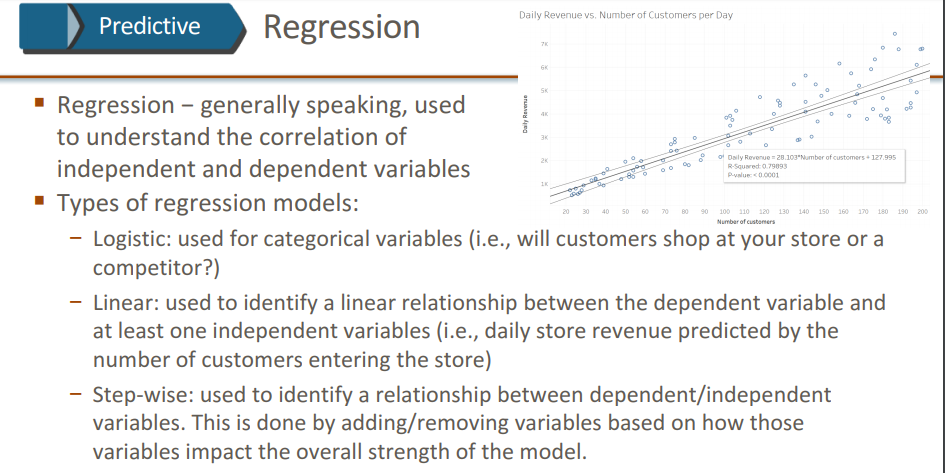 Predictive
Regression
Daily Revenue vs. Number of Customers per Day
7K
6K
5K
4K
3K
2K
1K
Daily Revenue
Daily Revenue = 28.103*Number of customers + 127.995
R-Squared: 0.79893
P-value: < 0.0001
20 30 40 50 60 70 80 90 100 110 120 130 140 150 160 170 180 190 200
Number of customers
▪ Regression – generally speaking, used
to understand the correlation of
independent and dependent variables
▪ Types of regression models:
– Logistic: used for categorical variables (i.e., will customers shop at your store or a
competitor?)
– Linear: used to identify a linear relationship between the dependent variable and
at least one independent variables (i.e., daily store revenue predicted by the
number of customers entering the store)
– Step-wise: used to identify a relationship between dependent/independent
variables. This is done by adding/removing variables based on how those
variables impact the overall strength of the model.